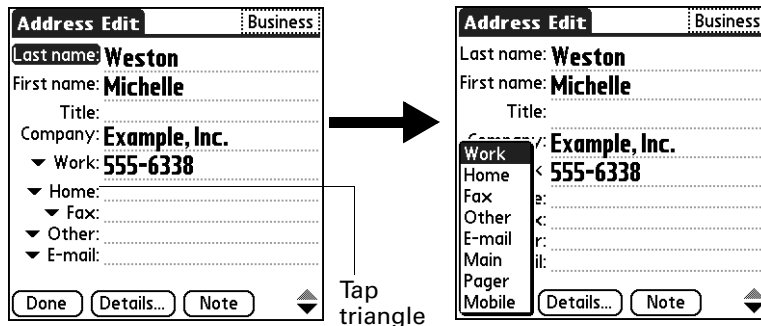 Address Edit Business
Last name: Weston
First name: Michelle
Title:
Company: Example, Inc.
Work: 555-6338
Home:
Fax:
Other:
E-mail:
Done Details... Note
Tap
triangle
Address Edit Business
Last name: Weston
First name: Michelle
Title:
Example, Inc.
555-6338
Work
Home
Fax
Other
E-mail
Main
Pager
Mobile
Details... Note